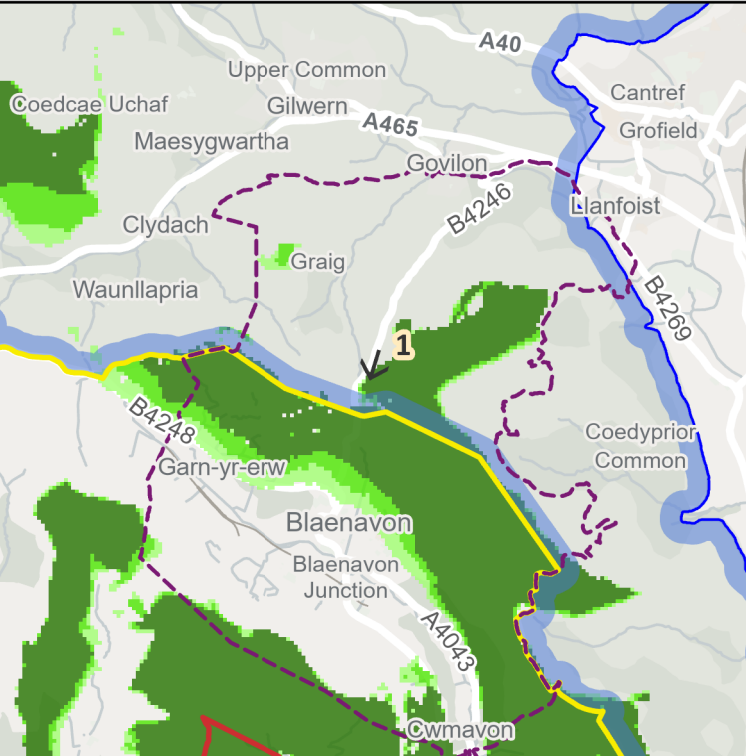 A40
Upper Common
Cantref
Coedcae Uchaf
Gilwern
A465
Grofield
Maesygwartha
Govilon
B4246
Llanfoist
Clydach
Graig
Waunllapria
B4269
1
B4248
Coedyprior
Common
Garn-yr-erw
Blaenavon
Blaenavon
Junction
A4043
Cwmavon